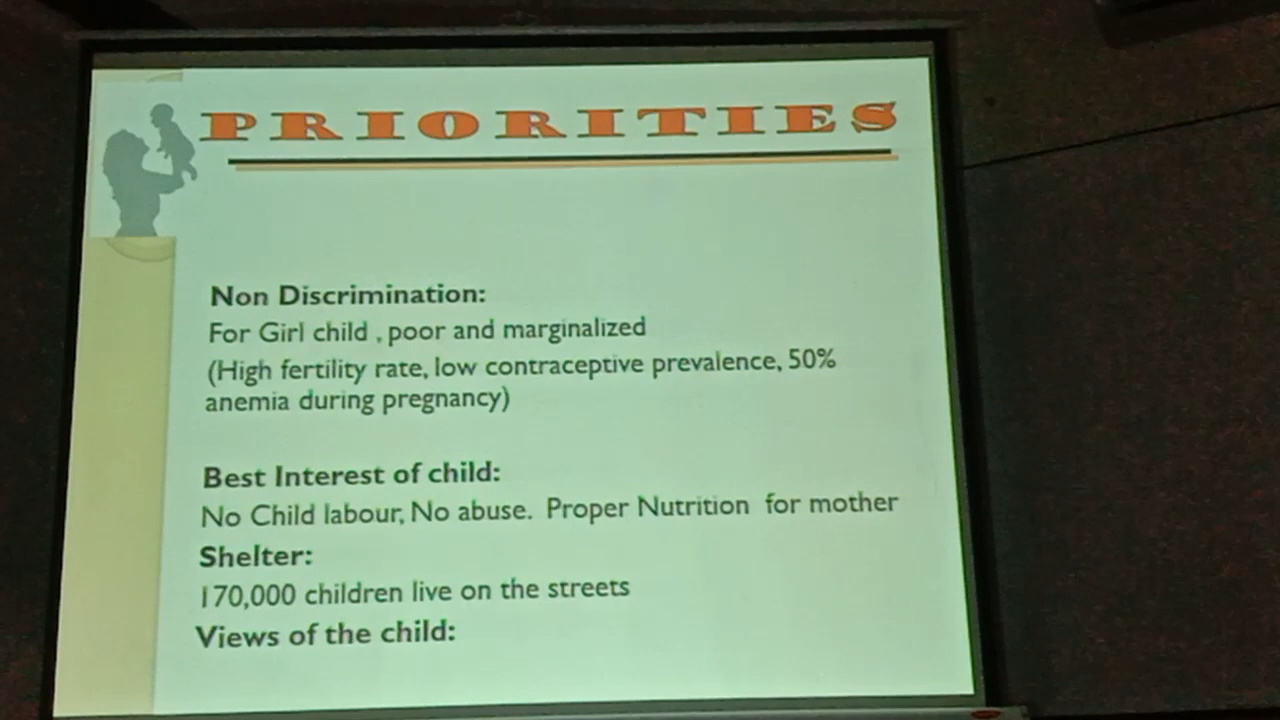 PRIORITIES
Non Discrimination:
For Girl child , poor and marginalized
(High fertility rate, low contraceptive prevalence, 50%
anemia during pregnancy)
Best Interest of child:
No Child labour, No abuse. Proper Nutrition for mother
Shelter:
170,000 children live on the streets
Views of the child: